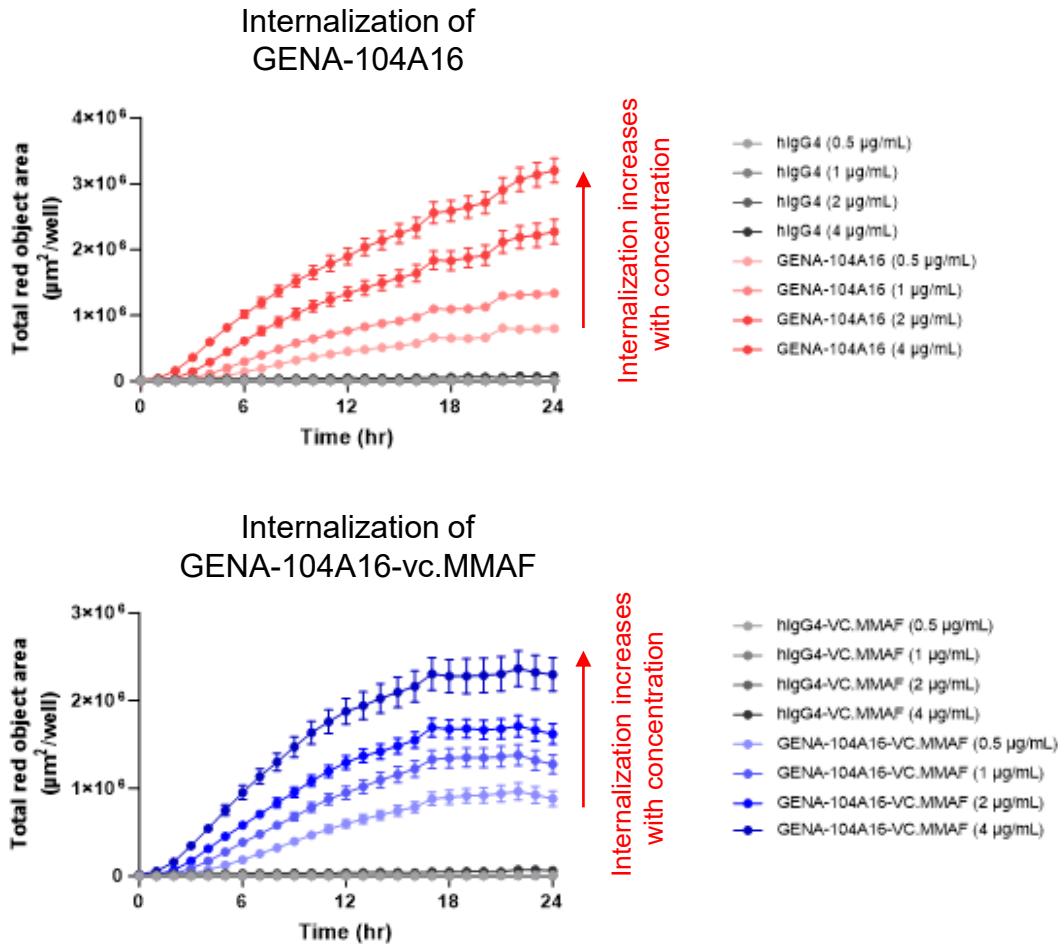 Internalization of
GENA-104A16
4×10⁶
3×10⁶
2×10⁶
1×10⁶
0
Total red object area
(µm²/well)
0 6 12 18 24
Time (hr)
Internalization increases
with concentration
hIgG4 (0.5 µg/mL)
hIgG4 (1 µg/mL)
hIgG4 (2 µg/mL)
hIgG4 (4 µg/mL)
GENA-104A16 (0.5 µg/mL)
GENA-104A16 (1 µg/mL)
GENA-104A16 (2 µg/mL)
GENA-104A16 (4 µg/mL)
Internalization of
GENA-104A16-vc.MMAF
3×10⁶
2×10⁶
1×10⁶
0
Total red object area
(µm²/well)
0 6 12 18 24
Time (hr)
Internalization increases
with concentration
hIgG4-VC.MMAF (0.5 µg/mL)
hIgG4-VC.MMAF (1 µg/mL)
hIgG4-VC.MMAF (2 µg/mL)
hIgG4-VC.MMAF (4 µg/mL)
GENA-104A16-VC.MMAF (0.5 µg/mL)
GENA-104A16-VC.MMAF (1 µg/mL)
GENA-104A16-VC.MMAF (2 µg/mL)
GENA-104A16-VC.MMAF (4 µg/mL)